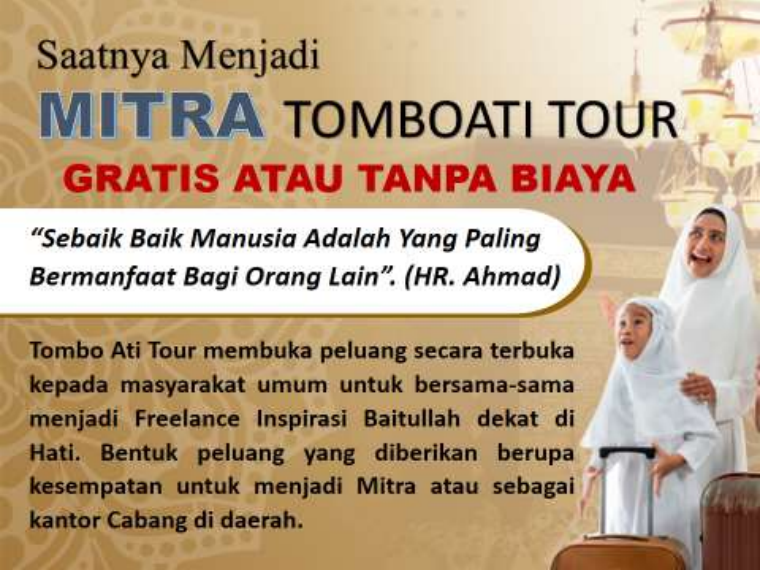 Saatnya Menjadi
MITRA TOMBOATI TOUR
GRATIS ATAU TANPA BIAYA
“Sebaik Baik Manusia Adalah Yang Paling
Bermanfaat Bagi Orang Lain”. (HR. Ahmad)
Tombo Ati Tour membuka peluang secara terbuka
kepada masyarakat umum untuk bersama-sama
menjadi Freelance Inspirasi Baitullah dekat di
Hati. Bentuk peluang yang diberikan berupa
kesempatan untuk menjadi Mitra atau sebagai
kantor Cabang di daerah.